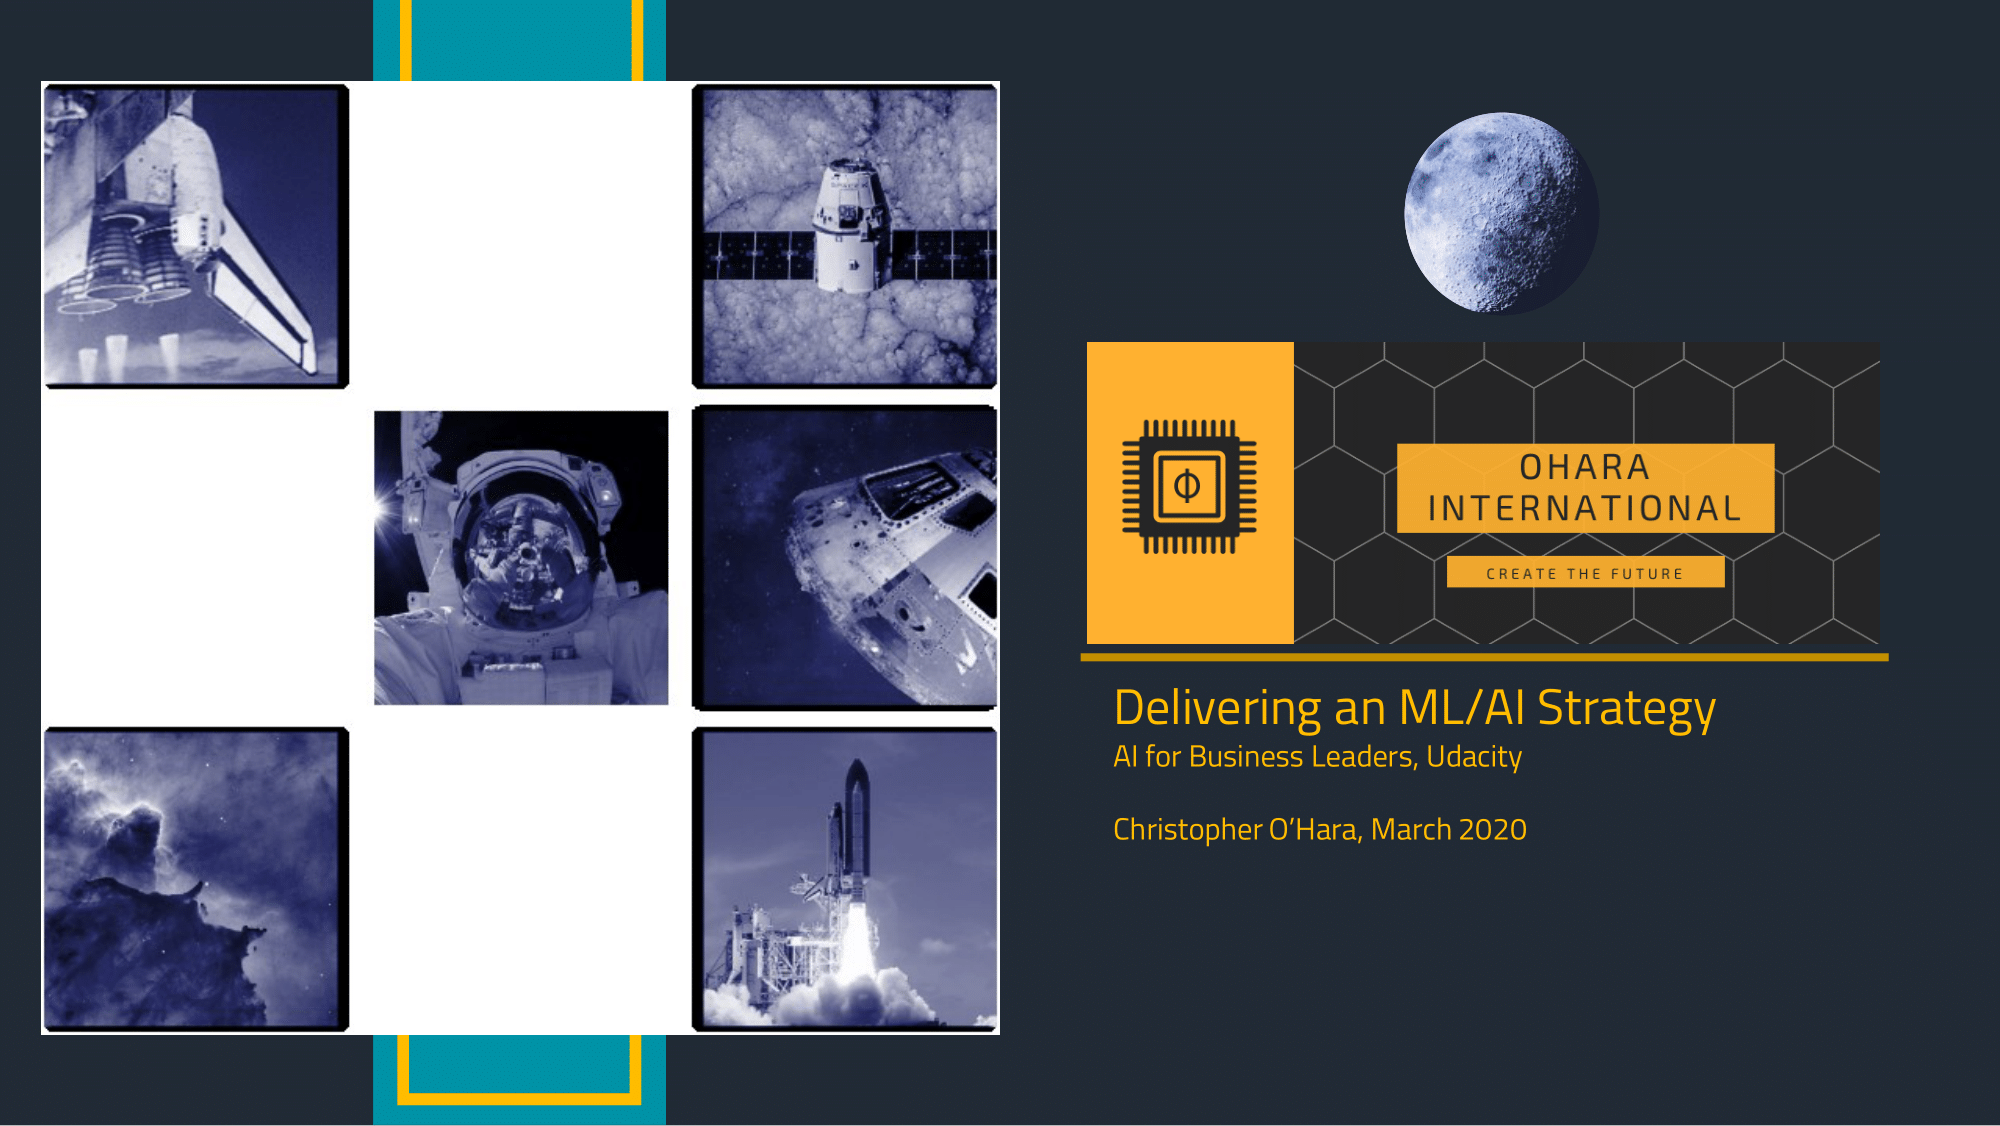 SPACEX
Φ
OHARA
INTERNATIONAL
CREATE THE FUTURE
Delivering an ML/AI Strategy
AI for Business Leaders, Udacity
Christopher O’Hara, March 2020